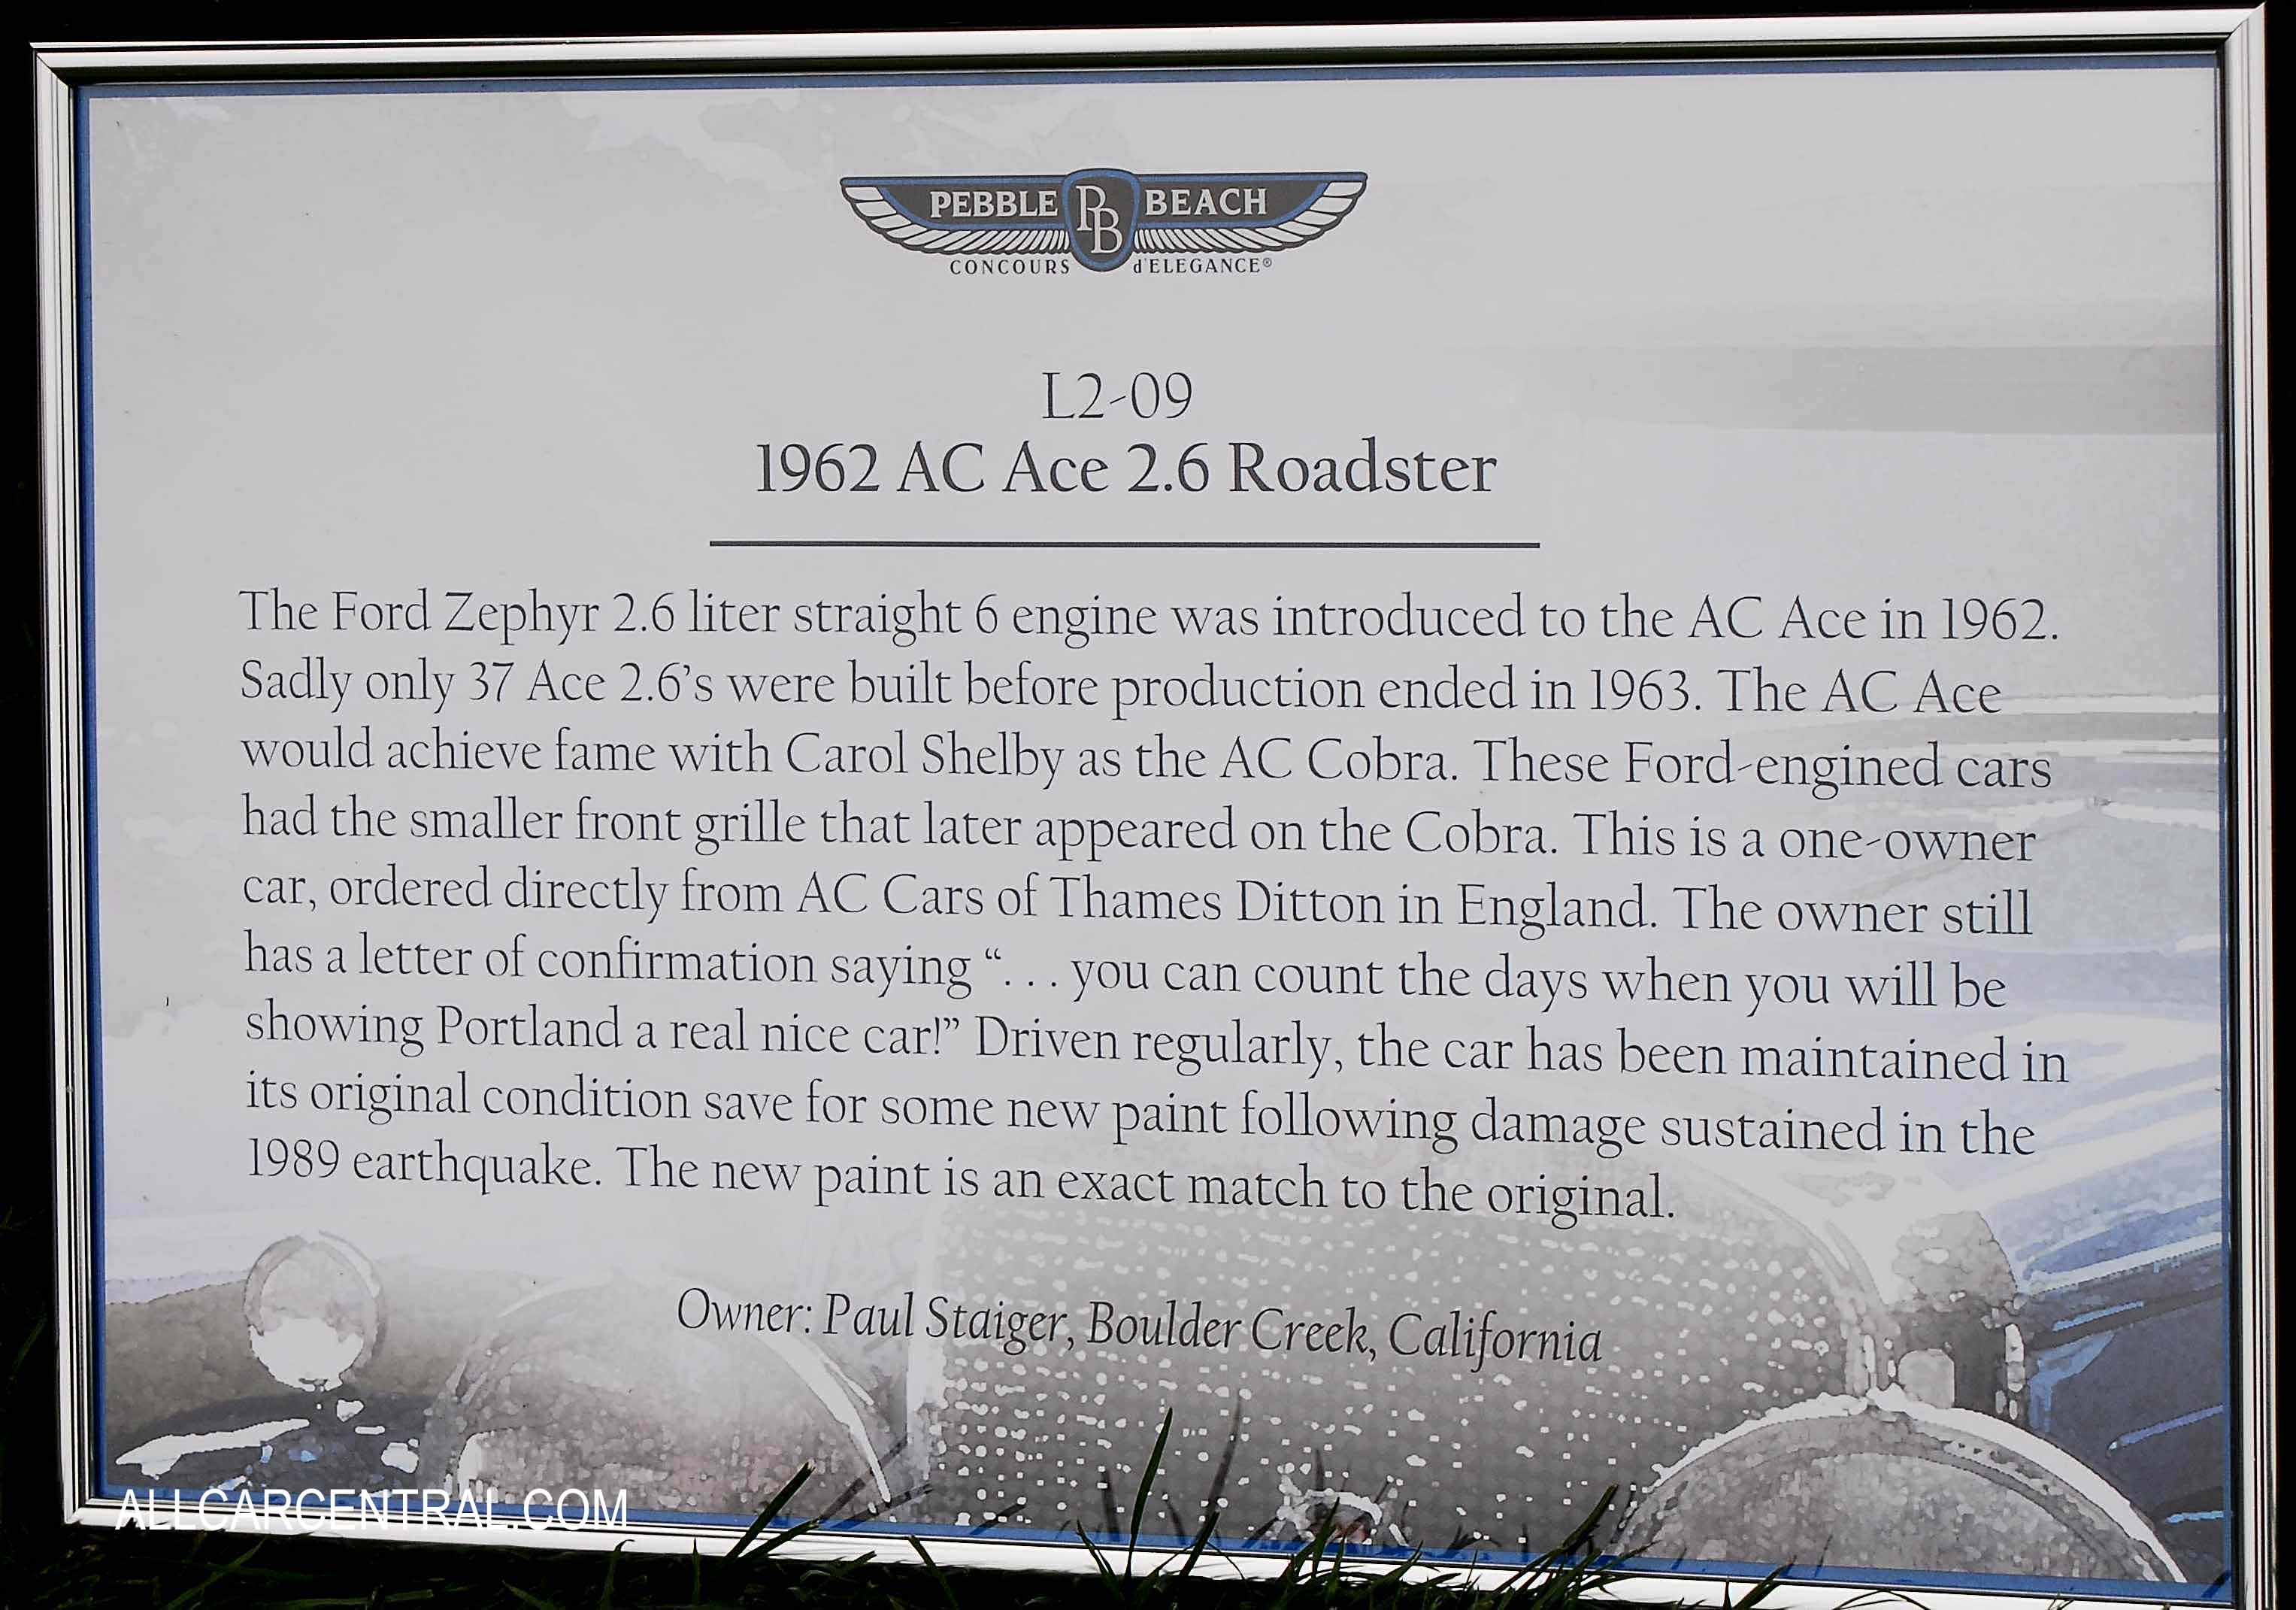 PEBBLE PB BEACH
CONCOURS d'ELEGANCE®
L2-09
1962 AC Ace 2.6 Roadster
The Ford Zephyr 2.6 liter straight 6 engine was introduced to the AC Ace in 1962.
Sadly only 37 Ace 2.6's were built before production ended in 1963. The AC Ace
would achieve fame with Carol Shelby as the AC Cobra. These Ford-engined cars
had the smaller front grille that later appeared on the Cobra. This is a one-owner
car, ordered directly from AC Cars of Thames Ditton in England. The owner still
has a letter of confirmation saying “. . . you can count the days when you will be
showing Portland a real nice car!” Driven regularly, the car has been maintained in
its original condition save for some new paint following damage sustained in the
1989 earthquake. The new paint is an exact match to the original.
Owner: Paul Staiger, Boulder Creek, California
ALLCARCENTRAL.COM